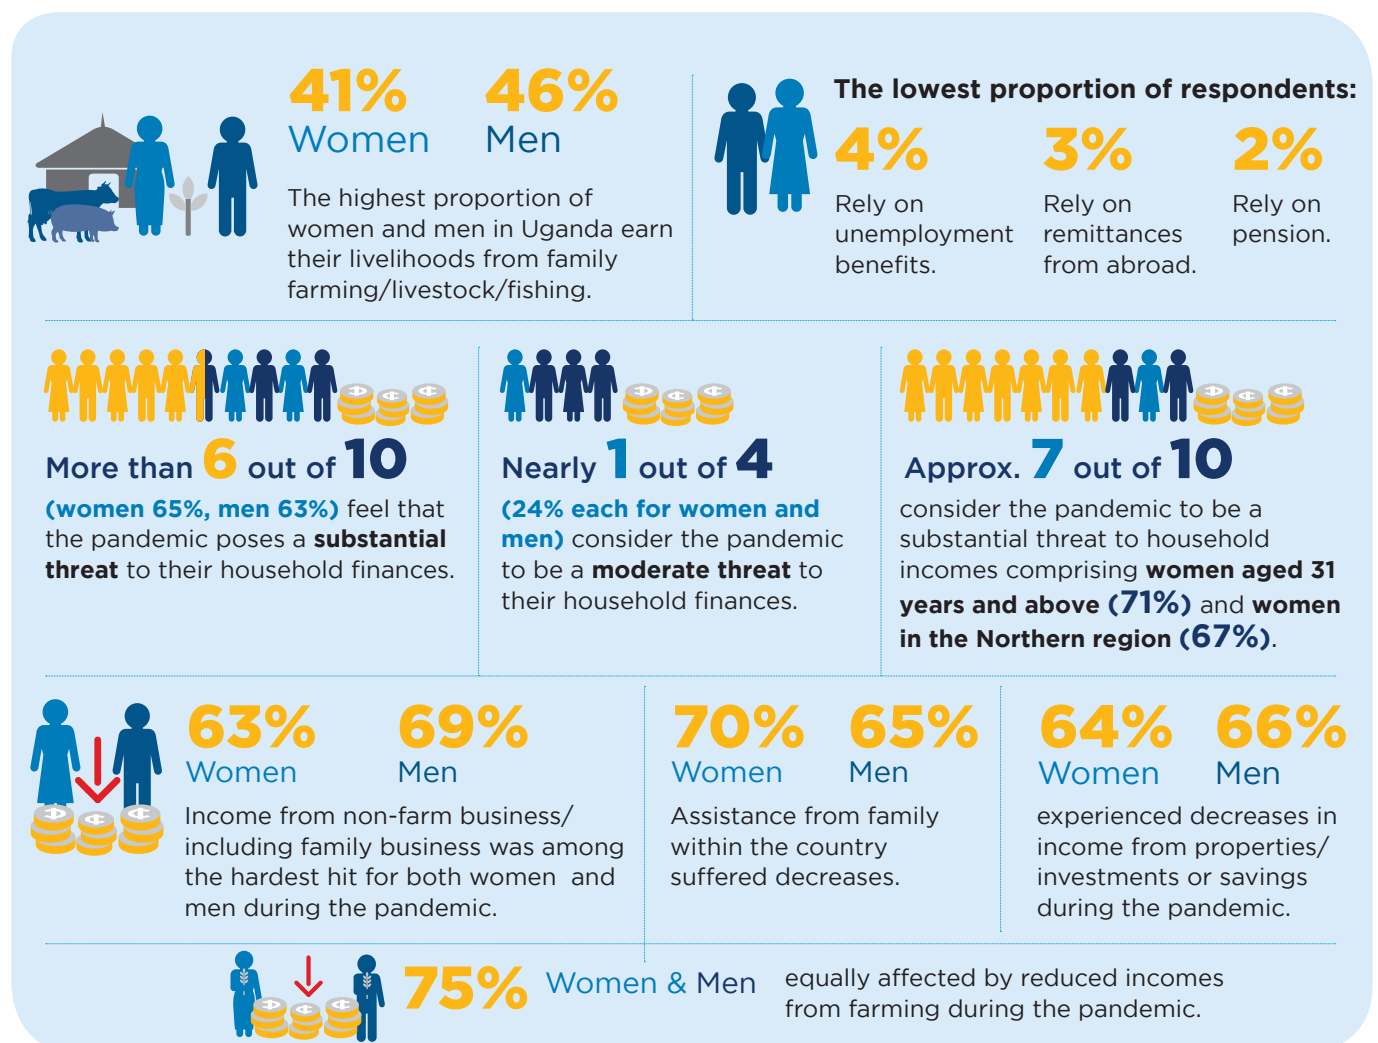 41% 46%
Women Men
The highest proportion of
women and men in Uganda earn
their livelihoods from family
farming/livestock/fishing.
The lowest proportion of respondents:
4% 3% 2%
Rely on
unemployment
benefits.
Rely on
remittances
from abroad.
Rely on
pension.
More than 6 out of 10
(women 65%, men 63%) feel that
the pandemic poses a substantial
threat to their household finances.
Nearly 1 out of 4
(24% each for women and
men) consider the pandemic
to be a moderate threat to
their household finances.
Approx. 7 out of 10
consider the pandemic to be a
substantial threat to household
incomes comprising women aged 31
years and above (71%) and women
in the Northern region (67%).
63% 69%
Women Men
Income from non-farm business/
including family business was among
the hardest hit for both women and
men during the pandemic.
70% 65%
Women Men
Assistance from family
within the country
suffered decreases.
64% 66%
Women Men
experienced decreases in
income from properties/
investments or savings
during the pandemic.
75% Women & Men
equally affected by reduced incomes
from farming during the pandemic.